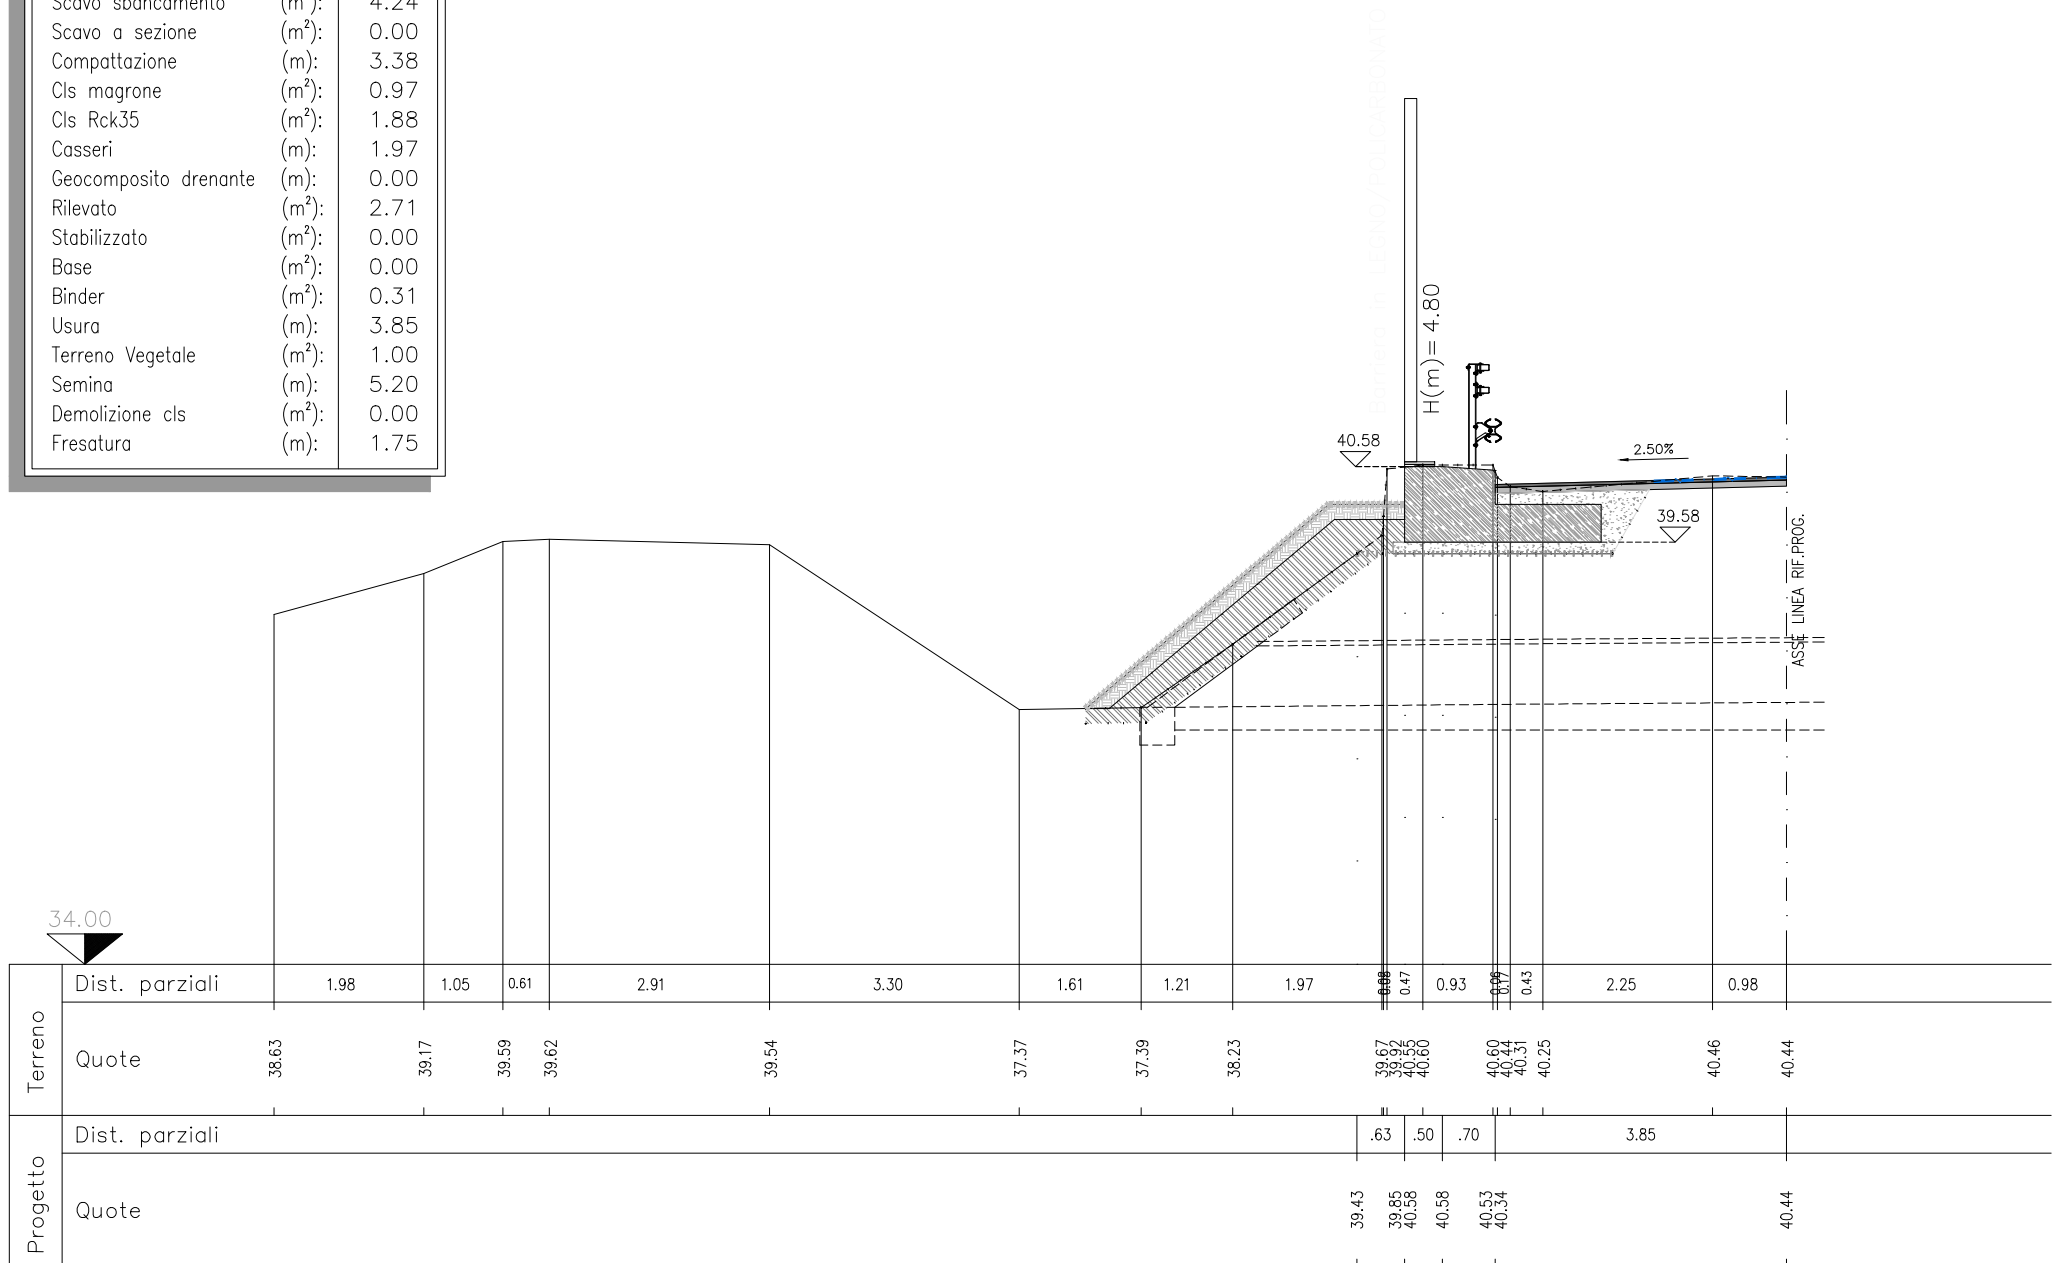 Scavo sbancamento (m²): 4.24
Scavo a sezione (m²): 0.00
Compattazione (m): 3.38
Cls magrone (m²): 0.97
Cls Rck35 (m²): 1.88
Casseri (m): 1.97
Geocomposito drenante (m): 0.00
Rilevato (m²): 2.71
Stabilizzato (m²): 0.00
Base (m²): 0.00
Binder (m²): 0.31
Usura (m): 3.85
Terreno Vegetale (m²): 1.00
Semina (m): 5.20
Demolizione cls (m²): 0.00
Fresatura (m): 1.75
Barriera in LEGNO/POLICARBONATO
H(m)= 4.80
40.58
2.50%
39.58
ASSE LINEA RIF.PROG.
34.00
Terreno
Dist. parziali 1.98 1.05 0.61 2.91 3.30 1.61 1.21 1.97 0.47 0.93 0.17 0.43 2.25 0.98
Quote 38.63 39.17 39.59 39.62 39.54 37.37 37.39 38.23 39.67 39.92 40.55 40.60 40.60 40.44 40.31 40.25 40.46 40.44
Progetto
Dist. parziali .63 .50 .70 3.85
Quote 39.43 39.85 40.58 40.58 40.53 40.34 40.44